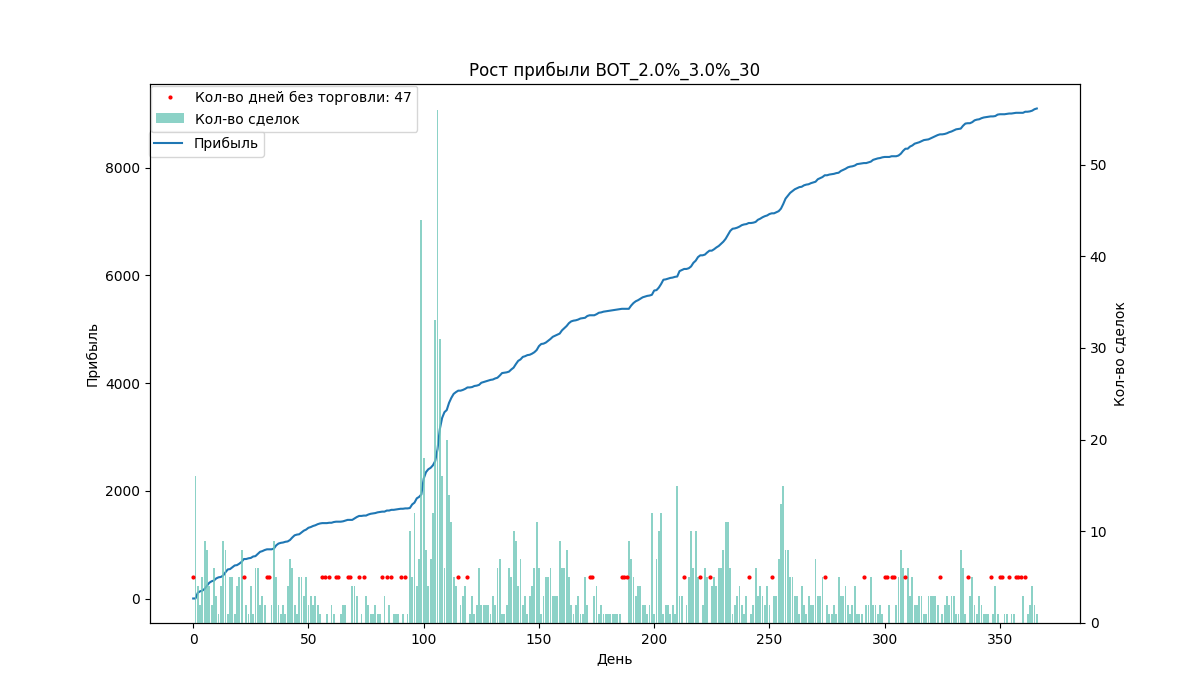 Рост прибыли BOT_2.0%_3.0%_30
Кол-во дней без торговли: 47
Кол-во сделок
Прибыль
8000
6000
4000
2000
0
Прибыль
50
40
30
20
10
0
Кол-во сделок
0
50
100
150
200
250
300
350
День